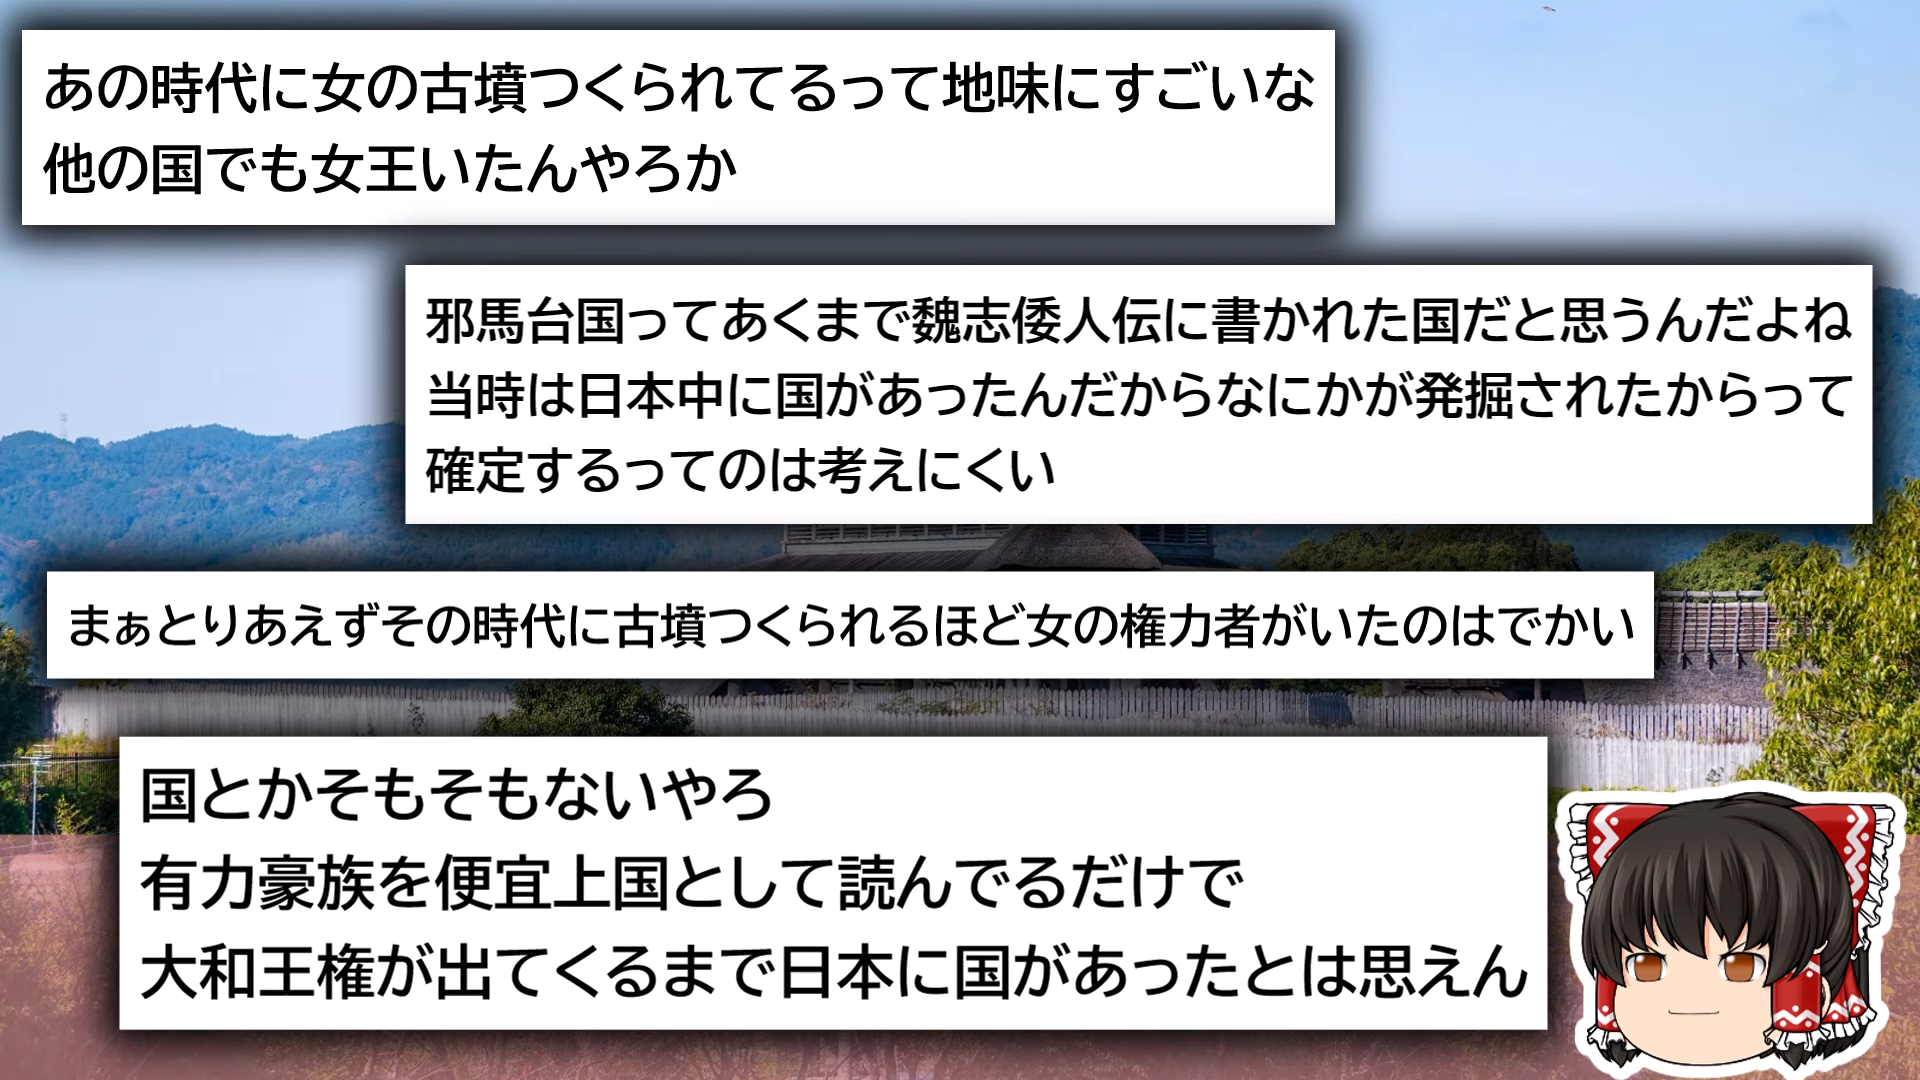 あの時代に女の古墳つくられてるって地味にすごいな
他の国でも女王いたんやろか
邪馬台国ってあくまで魏志倭人伝に書かれた国だと思うんだよね
当時は日本中に国があったんだからなにかが発掘されたからって
確定するってのは考えにくい
まぁとりあえずその時代に古墳つくられるほど女の権力者がいたのはでかい
国とかそもそもないやろ
有力豪族を便宜上国として読んでるだけで
大和王権が出てくるまで日本に国があったとは思えん